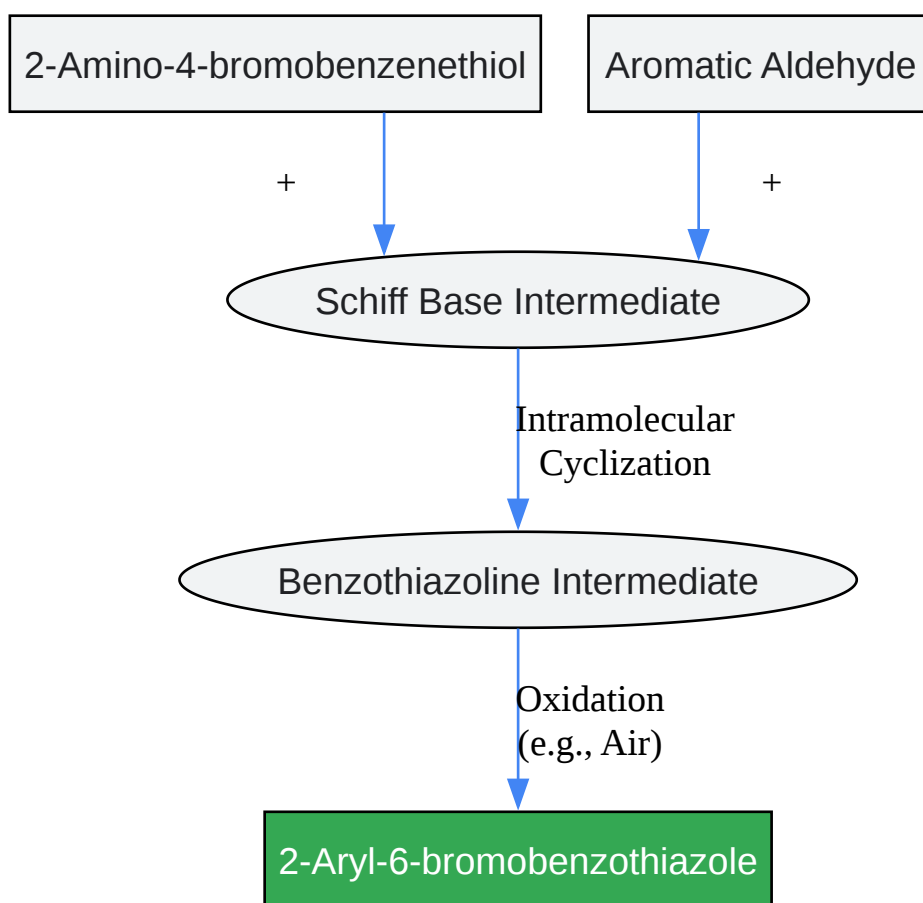 2-Amino-4-bromobenzenethiol
Aromatic Aldehyde
+
+
Schiff Base Intermediate
Intramolecular
Cyclization
Benzothiazoline Intermediate
Oxidation
(e.g., Air)
2-Aryl-6-bromobenzothiazole